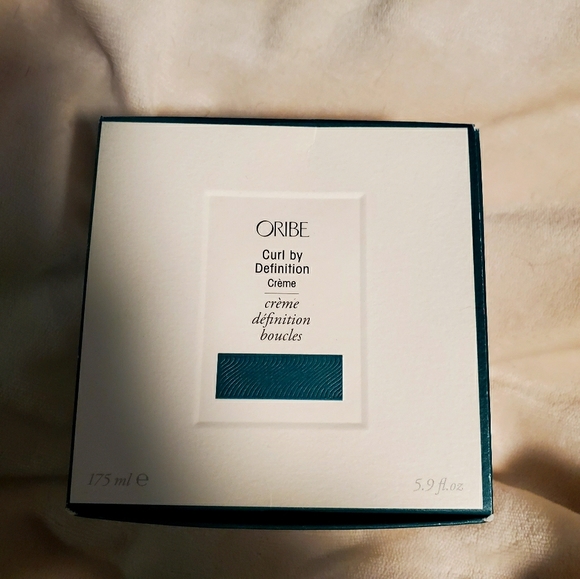 ORIBE
Curl by
Definition
Crème
crème
définition
boucles
175 ml ℮
5.9 fl.oz